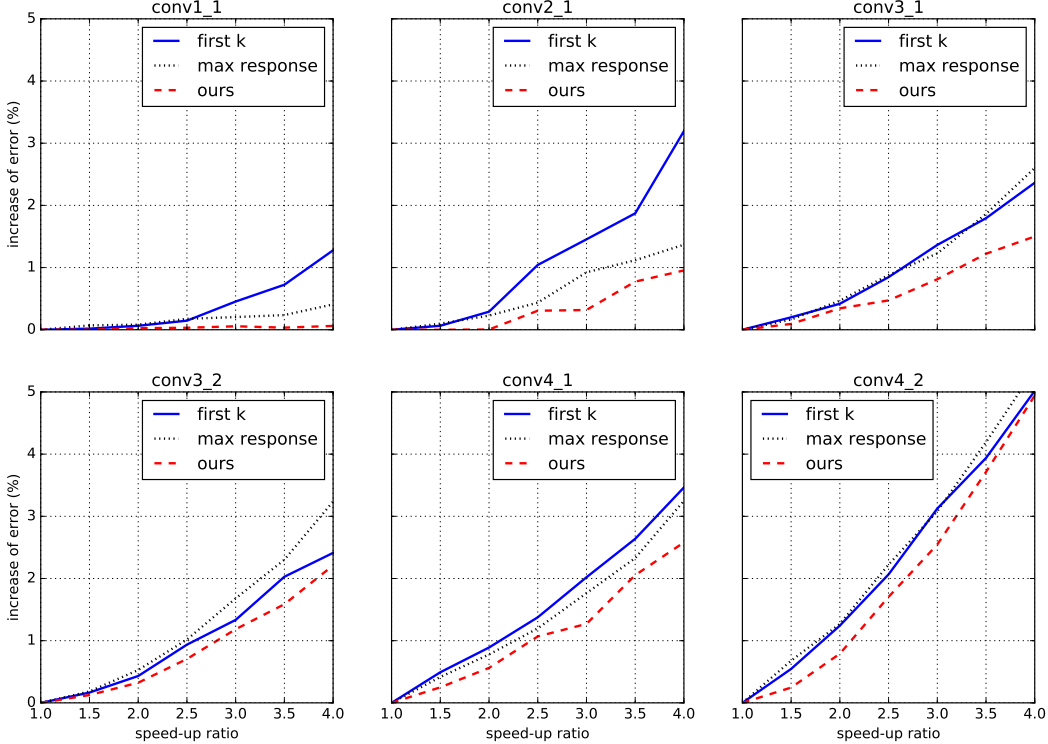 conv1_1
conv2_1
conv3_1
5
4
3
2
1
0
increase of error (%)
first k
max response
ours
first k
max response
ours
first k
max response
ours
conv3_2
conv4_1
conv4_2
5
4
3
2
1
0
increase of error (%)
first k
max response
ours
first k
max response
ours
first k
max response
ours
1.0 1.5 2.0 2.5 3.0 3.5 4.0
1.0 1.5 2.0 2.5 3.0 3.5 4.0
1.0 1.5 2.0 2.5 3.0 3.5 4.0
speed-up ratio
speed-up ratio
speed-up ratio